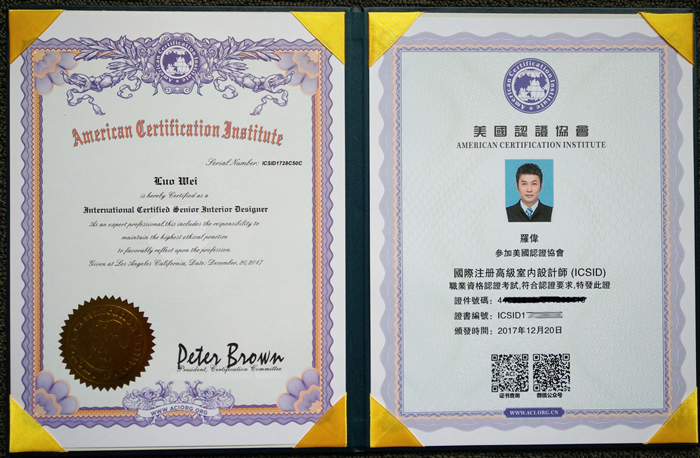 American Certification Institute
Serial Number: ICSID1728C50C
Luo Wei
is hereby Certified as a
International Certified Senior Interior Designer
As an expert professional,this includes the responsibility to
maintain the highest ethical practice
to favorably reflect upon the profession.
Given at Los Angeles California, Date: December, 20, 2017
Peter Brown
President, Certification Committee
WWW.ACI.ORG.CN
American Certification Institute
美國認證協會
AMERICAN CERTIFICATION INSTITUTE
羅偉
參加美國認證協會
國際注册高級室内設計師 (ICSID)
職業資格認證考試,符合認證要求,特發此證
證件號碼：4
證書編號：ICSID1
頒發時間：2017年12月20日
证书查询 微信公众号
WWW.ACI.ORG.CN